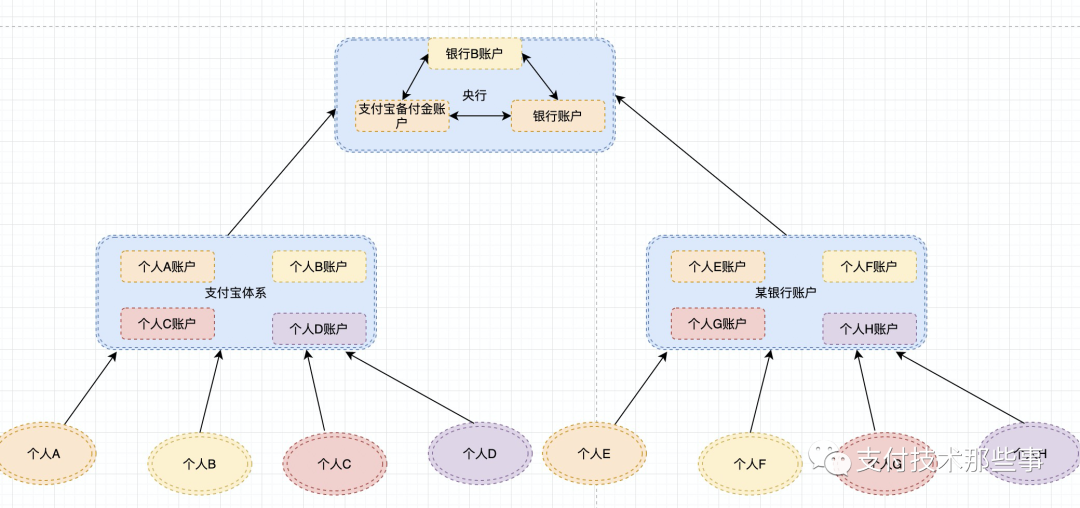 银行B账户
央行
支付宝备付金账
户
银行账户
个人A账户
个人B账户
支付宝体系
个人C账户
个人D账户
个人E账户
个人F账户
某银行账户
个人G账户
个人H账户
个人A
个人B
个人C
个人D
个人E
个人F
个人G
个人H
支付技术那些事